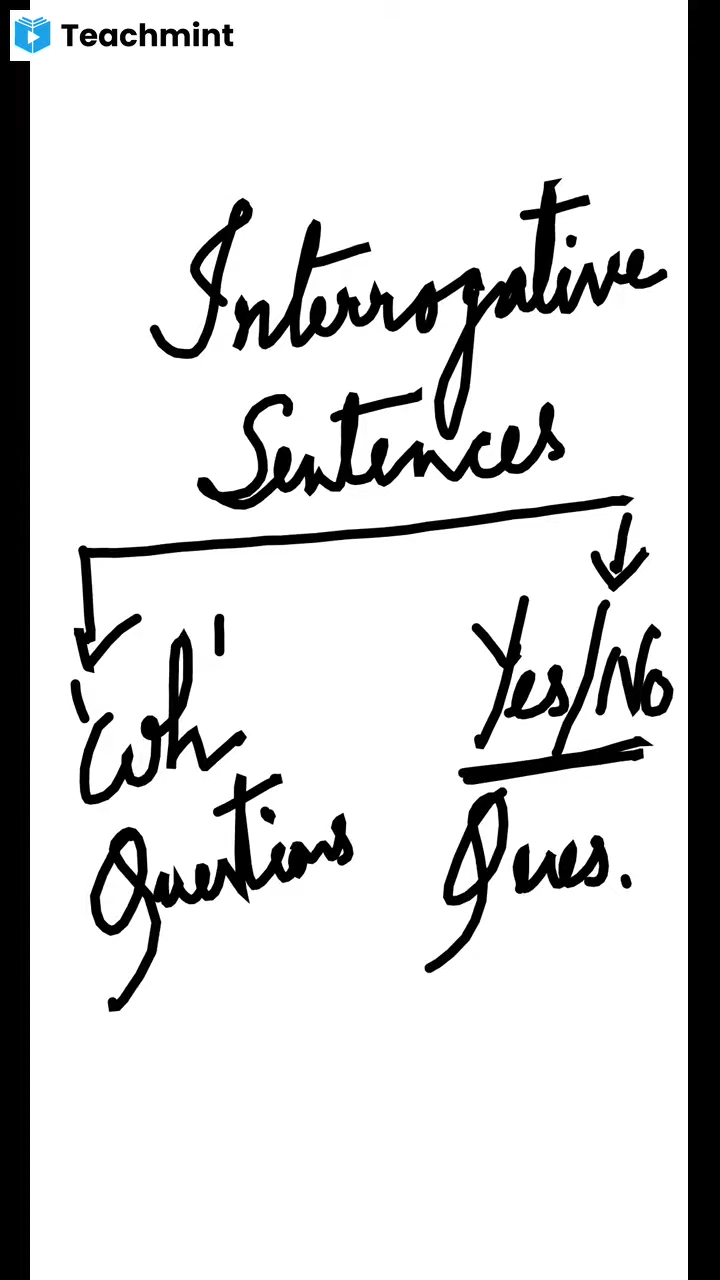 Teachmint
Interrogative
Sentences
'Wh'
Yes/No
Questions
Ques.